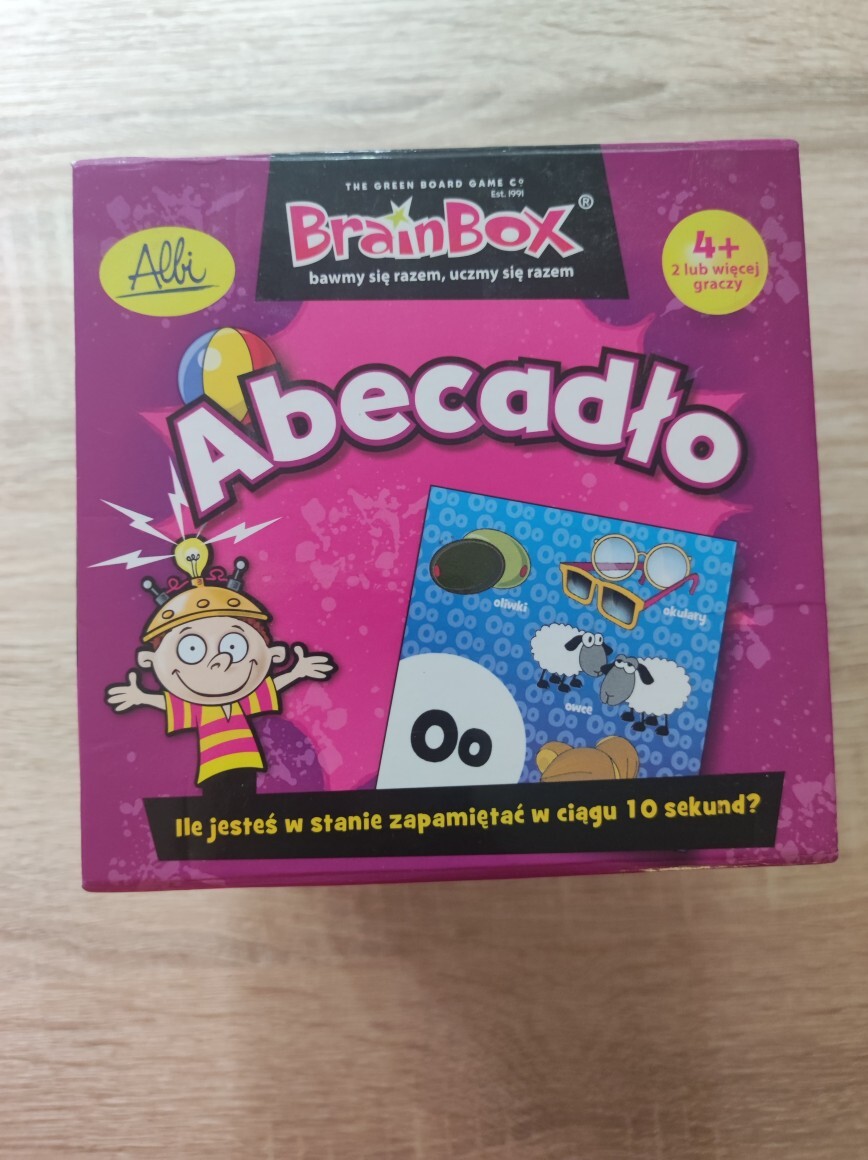 THE GREEN BOARD GAME Cº
Est. 1991
BrainBox®
bawmy się razem, uczmy się razem
Albi
4+
2 lub więcej
graczy
Abecadło
oliwki
okulary
owce
Oo
Ile jesteś w stanie zapamiętać w ciągu 10 sekund?